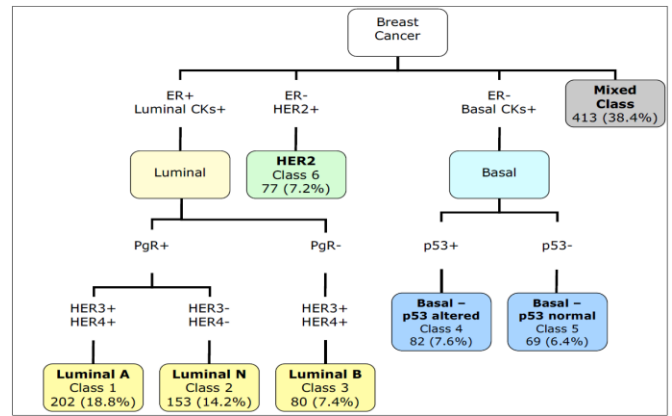 Breast
Cancer
ER+
Luminal CKs+
ER-
HER2+
ER-
Basal CKs+
Mixed
Class
413 (38.4%)
Luminal
HER2
Class 6
77 (7.2%)
Basal
PgR+
PgR-
p53+
p53-
HER3+
HER4+
HER3-
HER4-
HER3+
HER4+
Basal –
p53 altered
Class 4
82 (7.6%)
Basal –
p53 normal
Class 5
69 (6.4%)
Luminal A
Class 1
202 (18.8%)
Luminal N
Class 2
153 (14.2%)
Luminal B
Class 3
80 (7.4%)